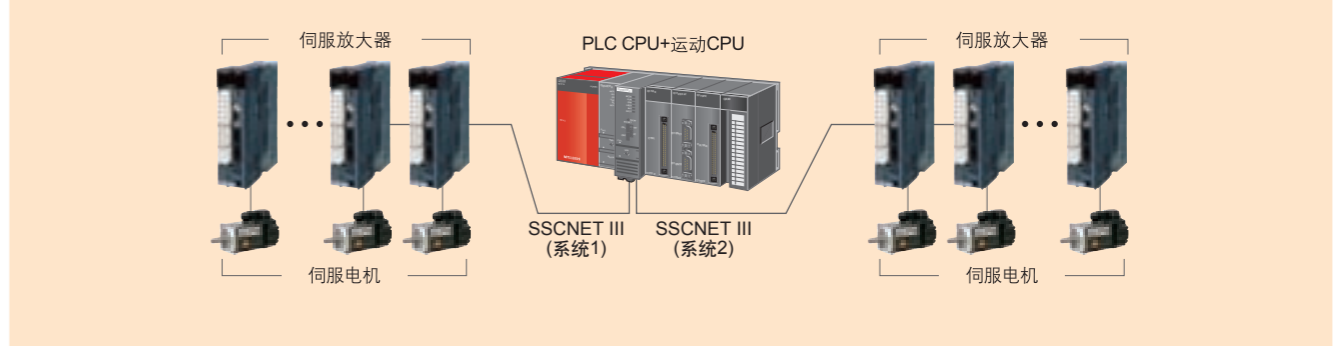 伺服放大器
PLC CPU+运动CPU
伺服放大器
SSCNET III
(系统1)
SSCNET III
(系统2)
伺服电机
伺服电机